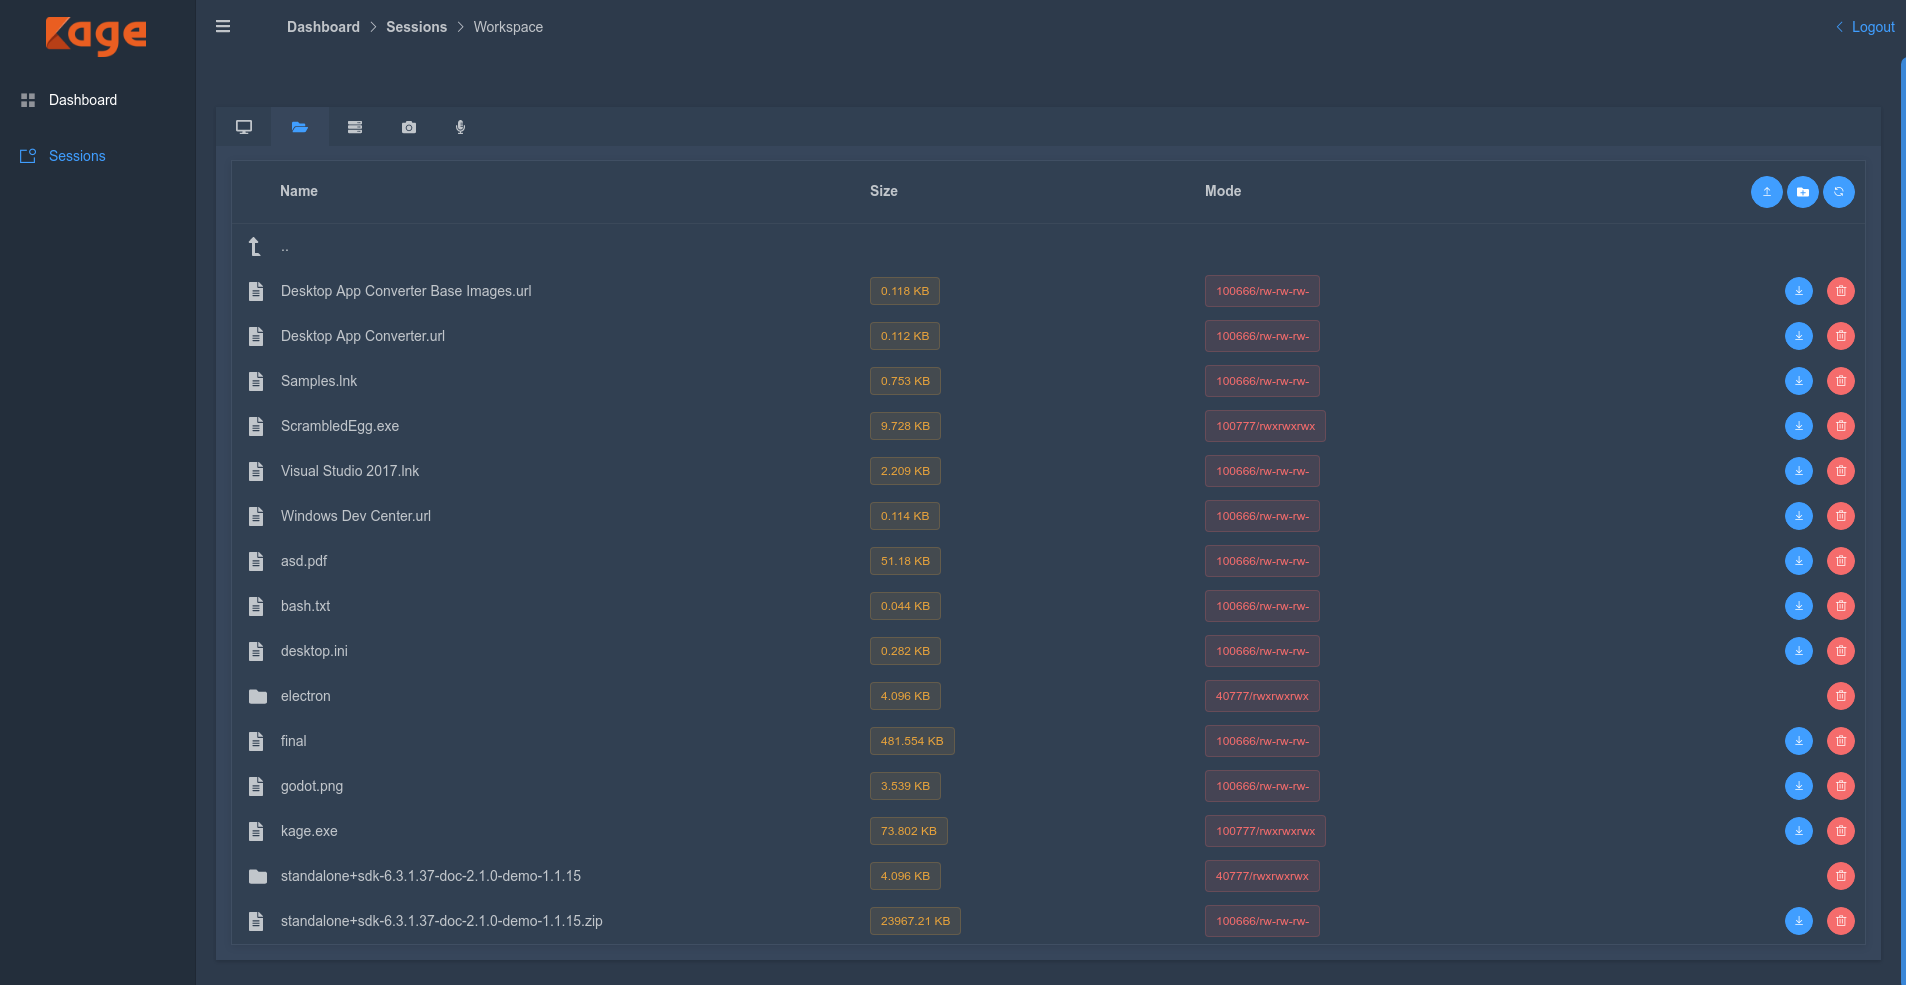 Kage
Dashboard > Sessions > Workspace
Logout
Dashboard
Sessions
Name Size Mode
..
Desktop App Converter Base Images.url 0.118 KB 100666/rw-rw-rw-
Desktop App Converter.url 0.112 KB 100666/rw-rw-rw-
Samples.lnk 0.753 KB 100666/rw-rw-rw-
ScrambledEgg.exe 9.728 KB 100777/rwxrwxrwx
Visual Studio 2017.lnk 2.209 KB 100666/rw-rw-rw-
Windows Dev Center.url 0.114 KB 100666/rw-rw-rw-
asd.pdf 51.18 KB 100666/rw-rw-rw-
bash.txt 0.044 KB 100666/rw-rw-rw-
desktop.ini 0.282 KB 100666/rw-rw-rw-
electron 4.096 KB 40777/rwxrwxrwx
final 481.554 KB 100666/rw-rw-rw-
godot.png 3.539 KB 100666/rw-rw-rw-
kage.exe 73.802 KB 100777/rwxrwxrwx
standalone+sdk-6.3.1.37-doc-2.1.0-demo-1.1.15 4.096 KB 40777/rwxrwxrwx
standalone+sdk-6.3.1.37-doc-2.1.0-demo-1.1.15.zip 23967.21 KB 100666/rw-rw-rw-